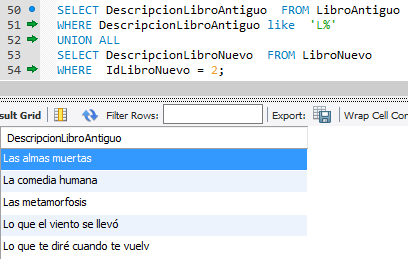 50 SELECT DescripcionLibroAntiguo FROM LibroAntiguo
51 WHERE DescripcionLibroAntiguo like 'L%'
52 UNION ALL
53 SELECT DescripcionLibroNuevo FROM LibroNuevo
54 WHERE IdLibroNuevo = 2;
sult Grid Filter Rows: Export: Wrap Cell Cor
DescripcionLibroAntiguo
Las almas muertas
La comedia humana
Las metamorfosis
Lo que el viento se llevó
Lo que te diré cuando te vuelv